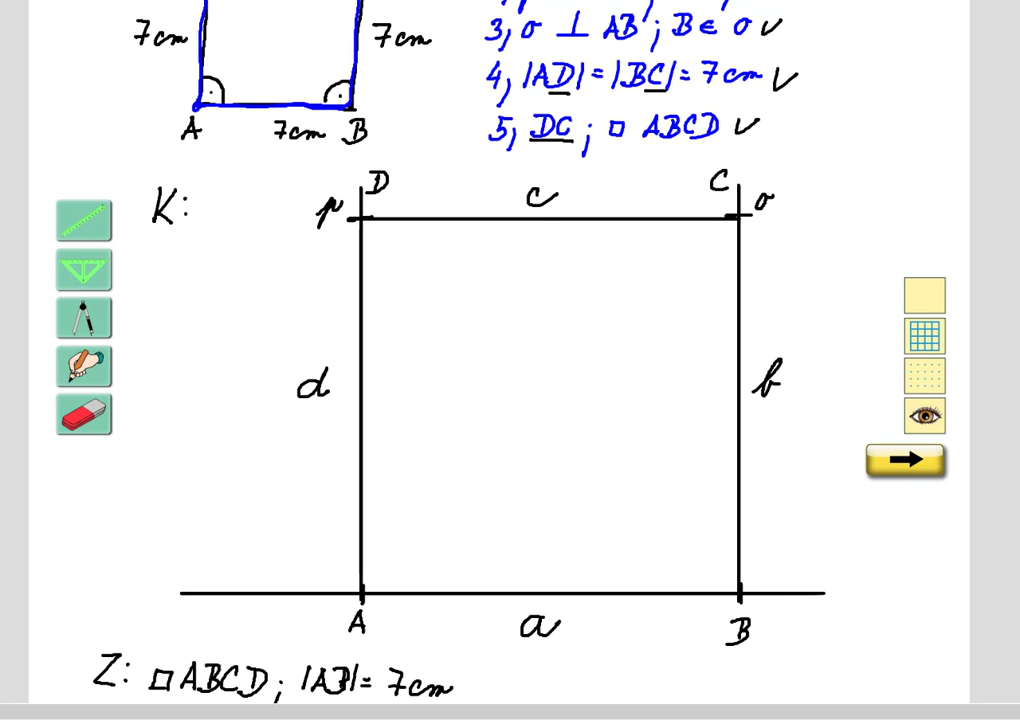 7cm 7cm
3, o ⊥ AB ; B ∈ o ✓
4, |AD| = |BC| = 7cm ✓
A 7cm B
5, DC ; □ ABCD ✓
K: p D c C o
d b
A a B
Z: □ ABCD ; |AB| = 7cm